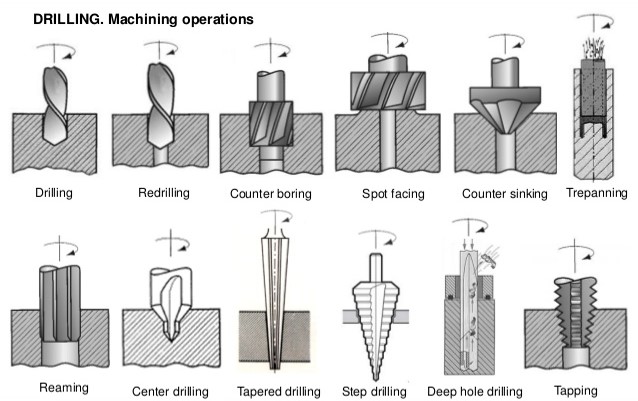 DRILLING. Machining operations
Drilling
Redrilling
Counter boring
Spot facing
Counter sinking
Trepanning
Reaming
Center drilling
Tapered drilling
Step drilling
Deep hole drilling
Tapping